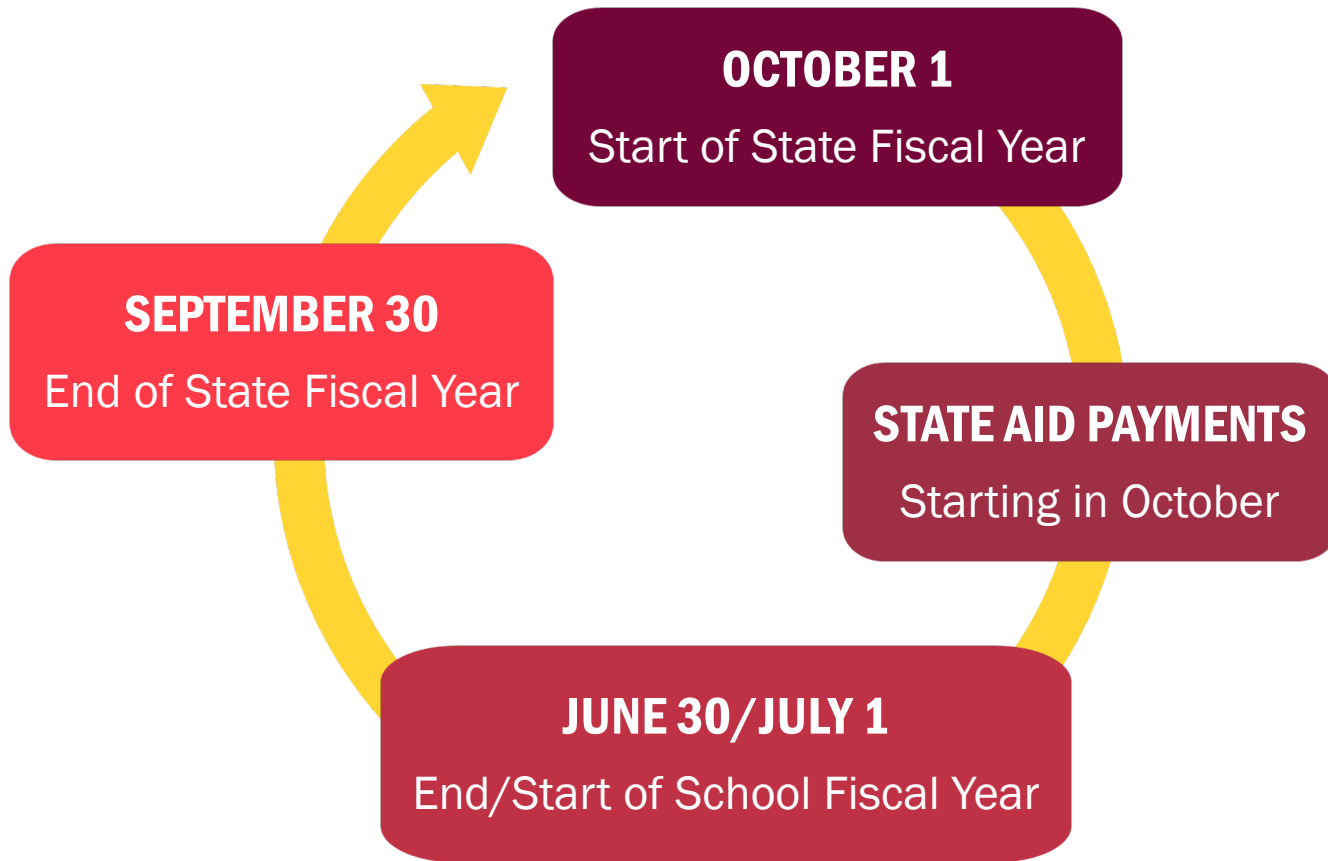 OCTOBER 1
Start of State Fiscal Year
STATE AID PAYMENTS
Starting in October
JUNE 30/JULY 1
End/Start of School Fiscal Year
SEPTEMBER 30
End of State Fiscal Year